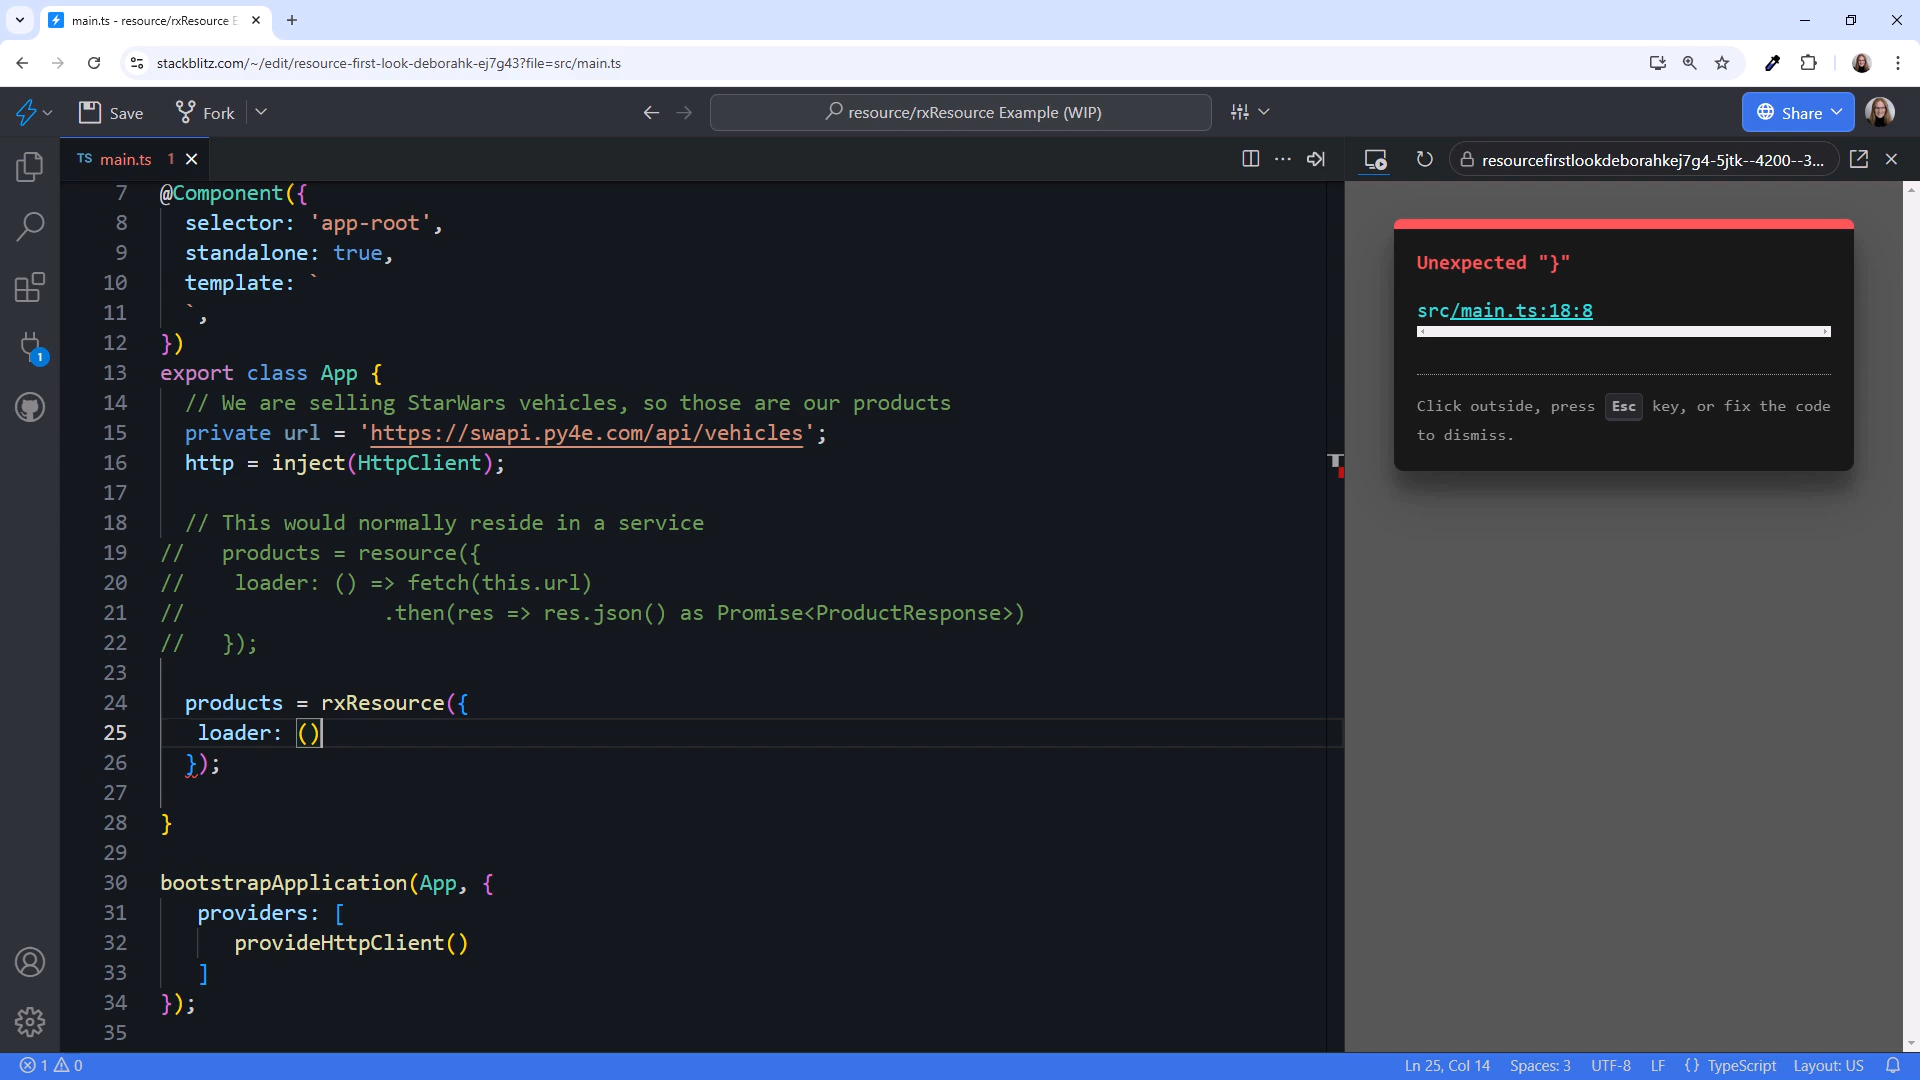 main.ts - resource/rxResource E
stackblitz.com/~/edit/resource-first-look-deborahk-ej7g43?file=src/main.ts
Save
Fork
resource/rxResource Example (WIP)
Share
TS main.ts 1
resourcefirstlookdeborahkej7g4-5jtk--4200--3...
7 @Component({
8 selector: 'app-root',
9 standalone: true,
10 template: `
11 `,
12 })
13 export class App {
14 // We are selling StarWars vehicles, so those are our products
15 private url = 'https://swapi.py4e.com/api/vehicles';
16 http = inject(HttpClient);
17
18 // This would normally reside in a service
19 // products = resource({
20 // loader: () => fetch(this.url)
21 // .then(res => res.json() as Promise<ProductResponse>)
22 // });
23
24 products = rxResource({
25 loader: ()
26 });
27
28 }
29
30 bootstrapApplication(App, {
31 providers: [
32 provideHttpClient()
33 ]
34 });
35
Unexpected "}"
src/main.ts:18:8
Click outside, press Esc key, or fix the code
to dismiss.
1
1 0
Ln 25, Col 14
Spaces: 3
UTF-8
LF
{} TypeScript
Layout: US